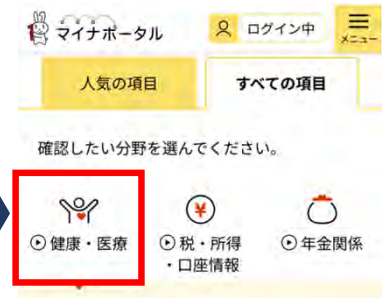 マイナポータル
ログイン中
メニュー
人気の項目
すべての項目
確認したい分野を選んでください。
健康・医療
税・所得
・口座情報
年金関係